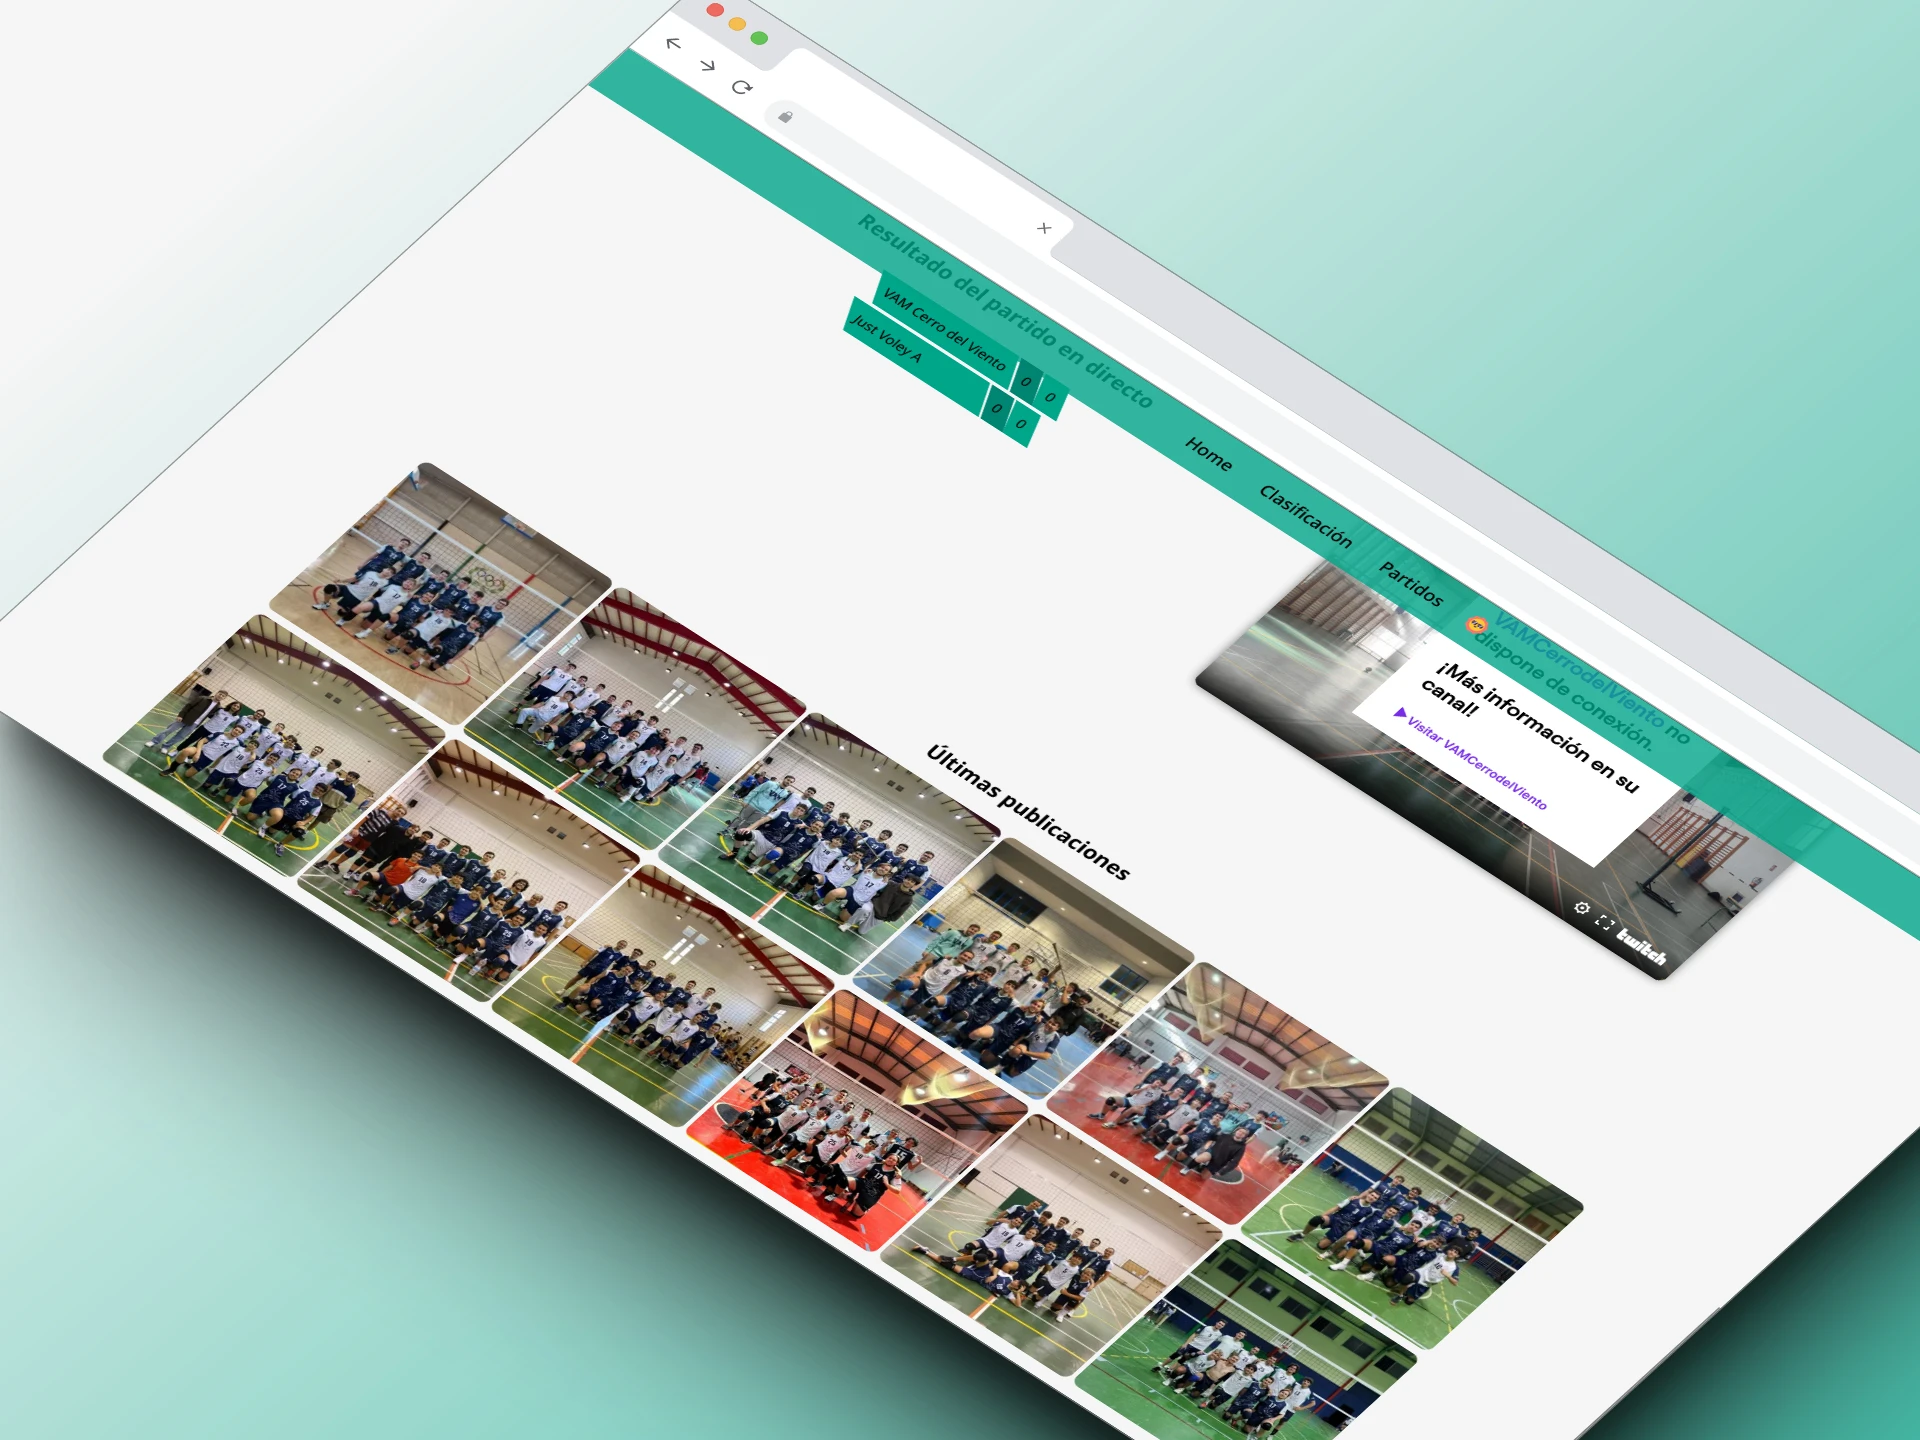 Resultado del partido en directo
VAM Cerro del Viento 0 0
Just Voley A 0 0
Home
Clasificación
Partidos
VAMCerrodelViento no
dispone de conexión.
¡Más información en su
canal!
Visitar VAMCerrodelViento
twitch
Últimas publicaciones